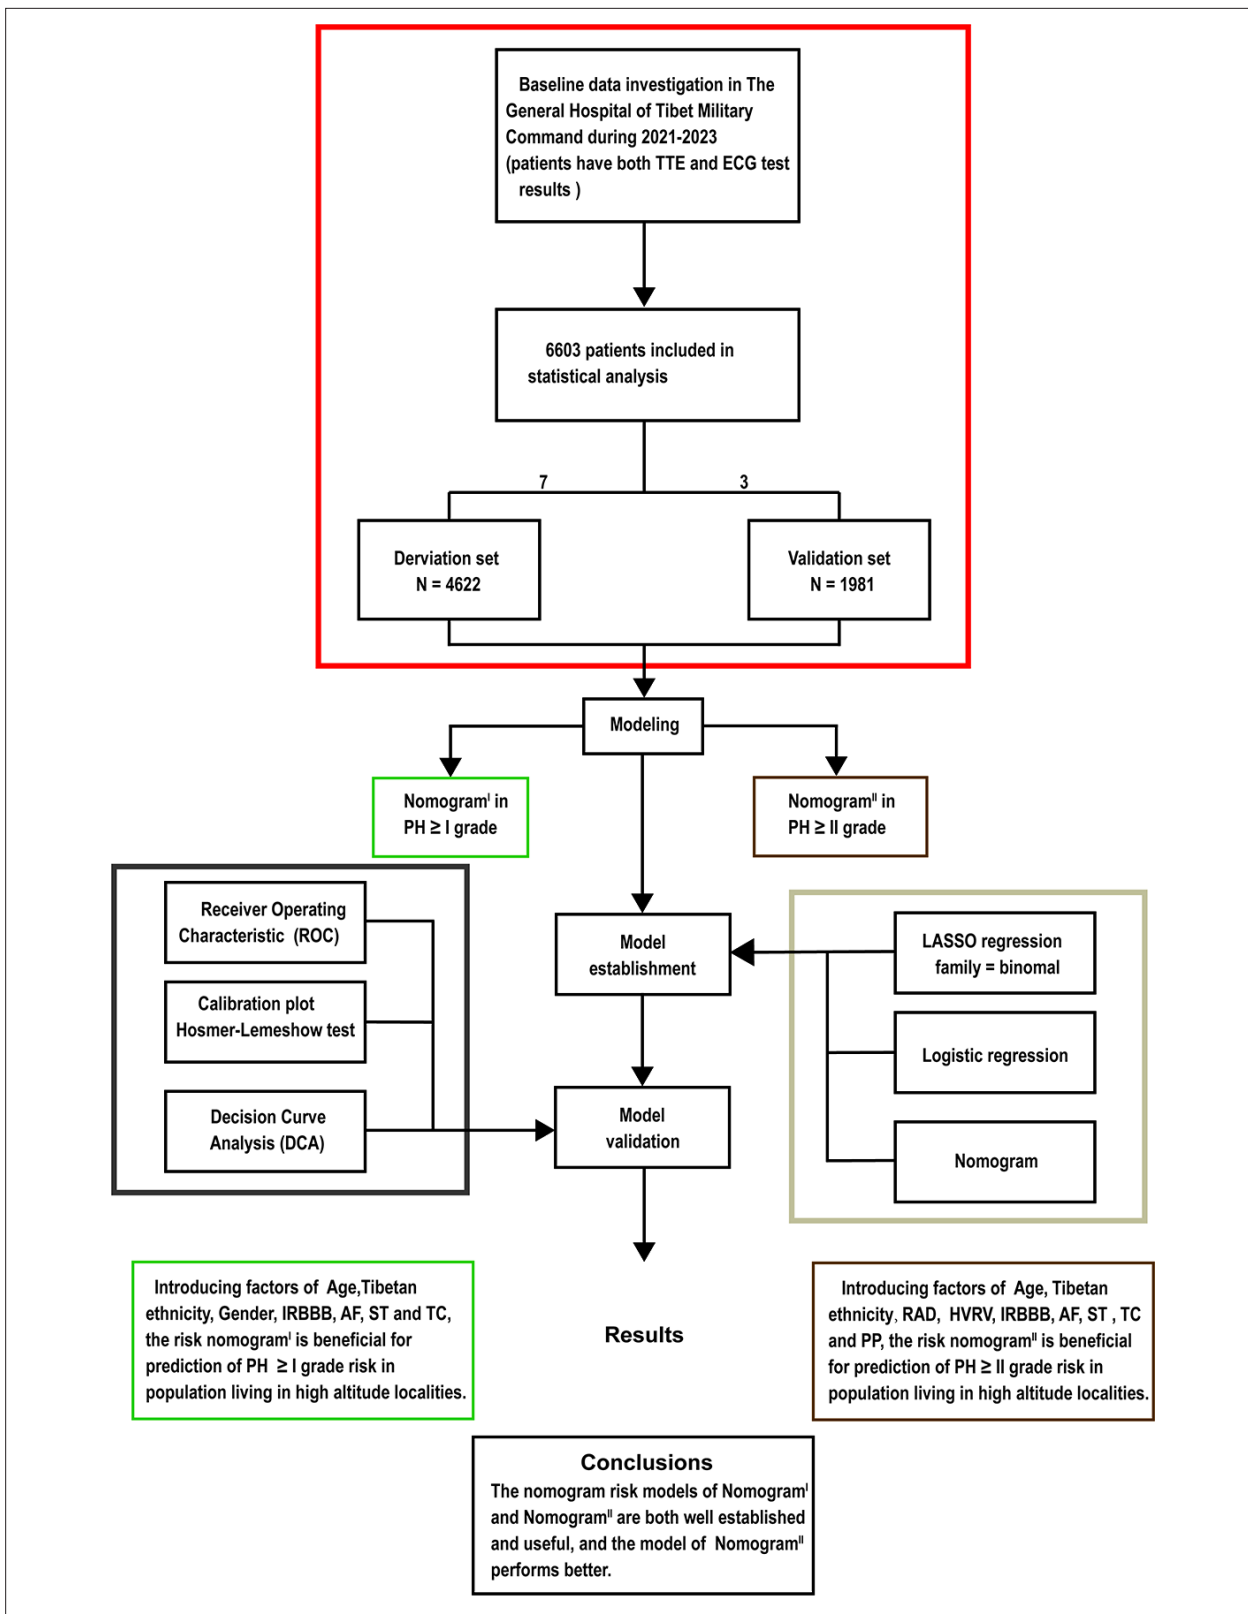 Baseline data investigation in The
General Hospital of Tibet Military
Command during 2021-2023
(patients have both TTE and ECG test
results )
6603 patients included in
statistical analysis
7
3
Derviation set
N = 4622
Validation set
N = 1981
Modeling
Nomogramᴵ in
PH ≥ I grade
Nomogramᴵᴵ in
PH ≥ II grade
Receiver Operating
Characteristic (ROC)
Calibration plot
Hosmer-Lemeshow test
Decision Curve
Analysis (DCA)
Model
establishment
Model
validation
LASSO regression
family = binomal
Logistic regression
Nomogram
Introducing factors of Age,Tibetan
ethnicity, Gender, IRBBB, AF, ST and TC,
the risk nomogramᴵ is beneficial for
prediction of PH ≥ I grade risk in
population living in high altitude localities.
Results
Introducing factors of Age, Tibetan
ethnicity, RAD, HVRV, IRBBB, AF, ST , TC
and PP, the risk nomogramᴵᴵ is beneficial
for prediction of PH ≥ II grade risk in
population living in high altitude localities.
Conclusions
The nomogram risk models of Nomogramᴵ
and Nomogramᴵᴵ are both well established
and useful, and the model of Nomogramᴵᴵ
performs better.